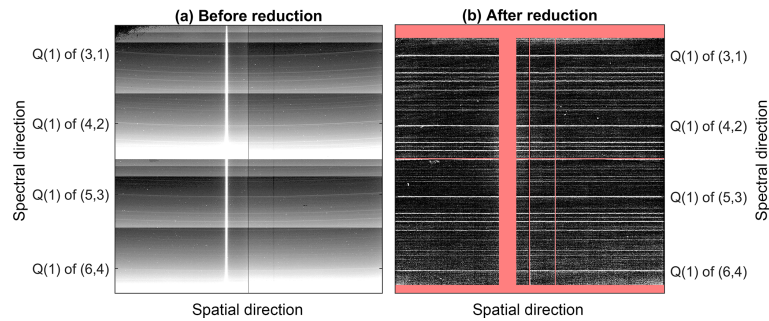 (a) Before reduction
(b) After reduction
Q(1) of (3,1)
Q(1) of (4,2)
Q(1) of (5,3)
Q(1) of (6,4)
Spectral direction
Spatial direction
Q(1) of (3,1)
Q(1) of (4,2)
Q(1) of (5,3)
Q(1) of (6,4)
Spectral direction
Spatial direction